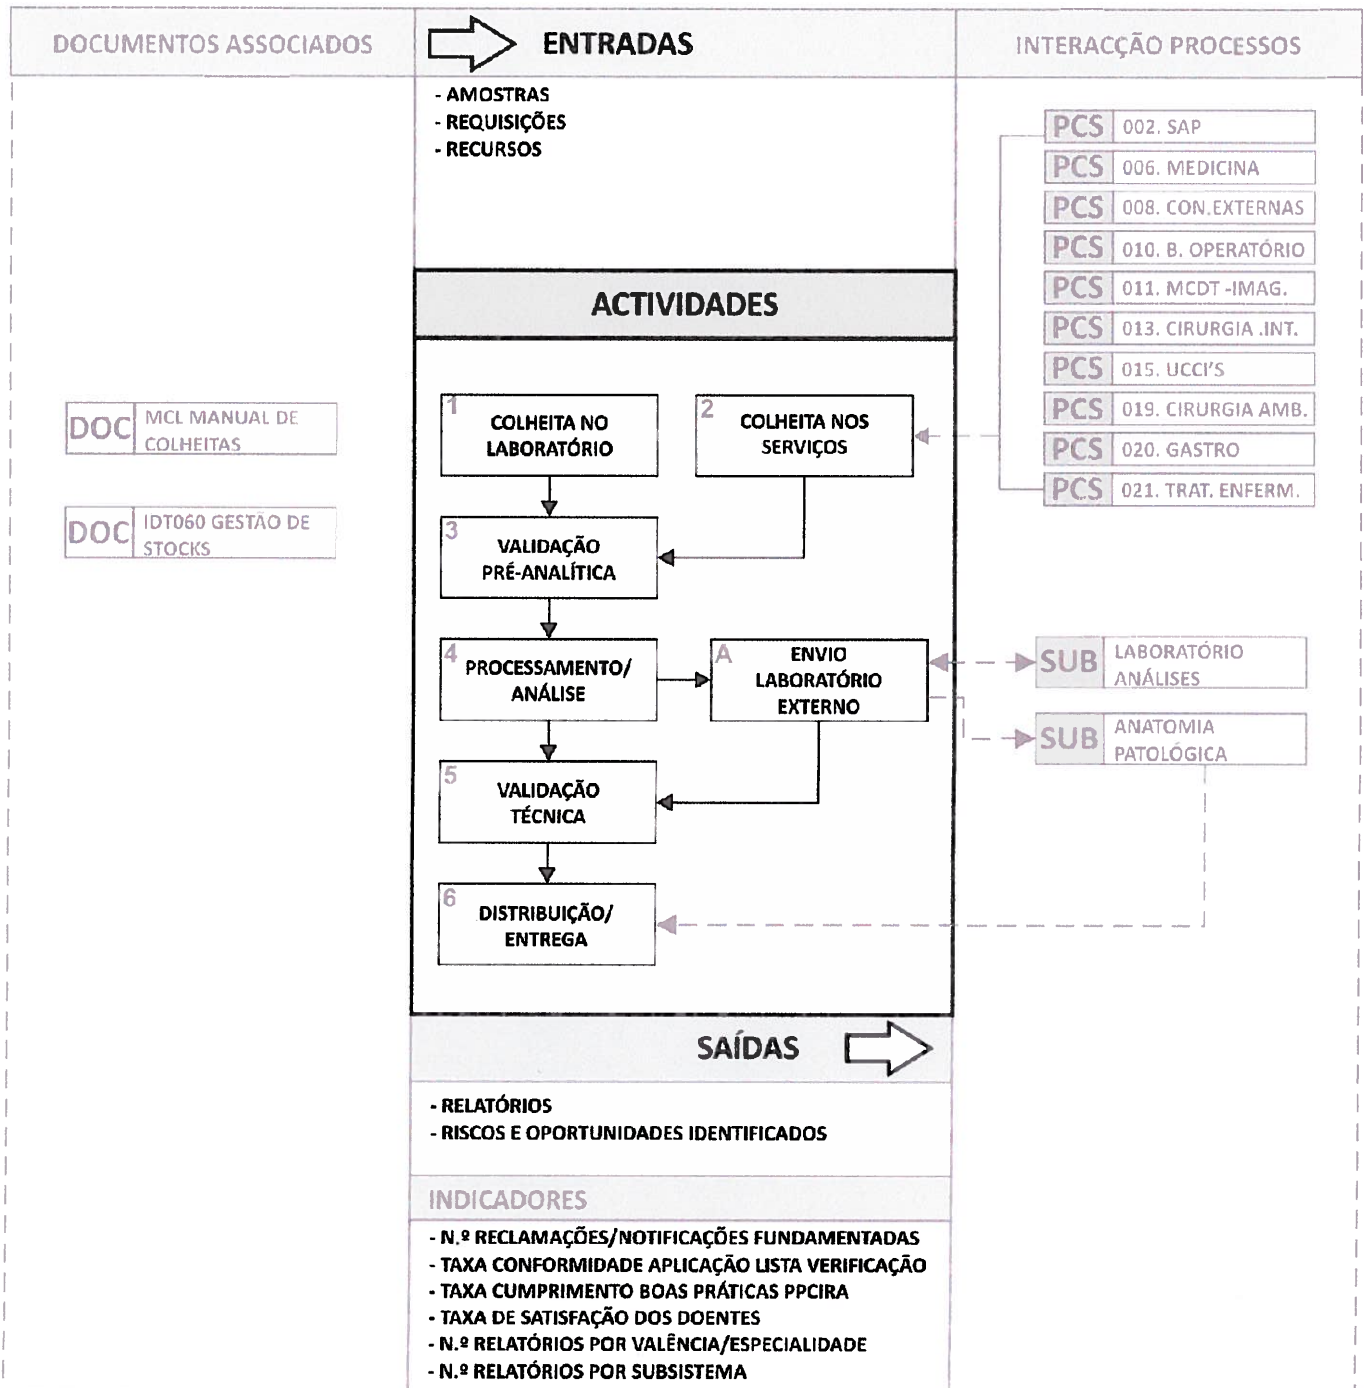 DOCUMENTOS ASSOCIADOS
ENTRADAS
INTERACÇÃO PROCESSOS
- AMOSTRAS
- REQUISIÇÕES
- RECURSOS
PCS 002. SAP
PCS 006. MEDICINA
PCS 008. CON.EXTERNAS
PCS 010. B. OPERATÓRIO
PCS 011. MCDT -IMAG.
PCS 013. CIRURGIA .INT.
PCS 015. UCCI'S
PCS 019. CIRURGIA AMB.
PCS 020. GASTRO
PCS 021. TRAT. ENFERM.
ACTIVIDADES
DOC MCL MANUAL DE
COLHEITAS
DOC IDT060 GESTÃO DE
STOCKS
1
COLHEITA NO
LABORATÓRIO
2
COLHEITA NOS
SERVIÇOS
3
VALIDAÇÃO
PRÉ-ANALÍTICA
4
PROCESSAMENTO/
ANÁLISE
A
ENVIO
LABORATÓRIO
EXTERNO
SUB LABORATÓRIO
ANÁLISES
SUB ANATOMIA
PATOLÓGICA
5
VALIDAÇÃO
TÉCNICA
6
DISTRIBUIÇÃO/
ENTREGA
SAÍDAS
- RELATÓRIOS
- RISCOS E OPORTUNIDADES IDENTIFICADOS
INDICADORES
- N.º RECLAMAÇÕES/NOTIFICAÇÕES FUNDAMENTADAS
- TAXA CONFORMIDADE APLICAÇÃO LISTA VERIFICAÇÃO
- TAXA CUMPRIMENTO BOAS PRÁTICAS PPCIRA
- TAXA DE SATISFAÇÃO DOS DOENTES
- N.º RELATÓRIOS POR VALÊNCIA/ESPECIALIDADE
- N.º RELATÓRIOS POR SUBSISTEMA